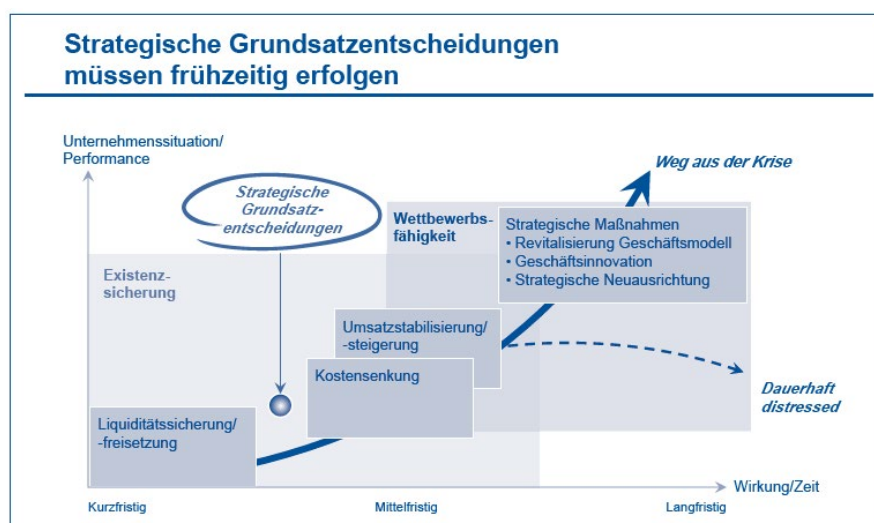 Strategische Grundsatzentscheidungen
müssen frühzeitig erfolgen
Unternehmenssituation/
Performance
Strategische
Grundsatz-
entscheidungen
Weg aus der Krise
Wettbewerbs-
fähigkeit
Strategische Maßnahmen
• Revitalisierung Geschäftsmodell
• Geschäftsinnovation
• Strategische Neuausrichtung
Existenz-
sicherung
Umsatzstabilisierung/
-steigerung
Kostensenkung
Dauerhaft
distressed
Liquiditätssicherung/
-freisetzung
Wirkung/Zeit
Kurzfristig
Mittelfristig
Langfristig